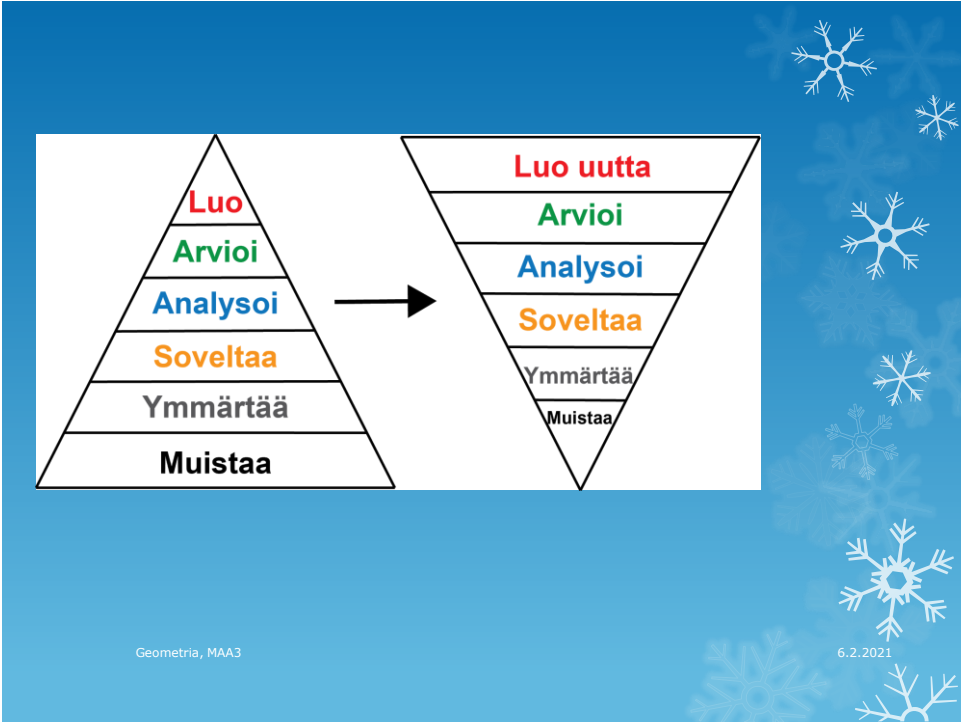 Luo
Arvioi
Analysoi
Soveltaa
Ymmärtää
Muistaa
Luo uutta
Arvioi
Analysoi
Soveltaa
Ymmärtää
Muistaa
Geometria, MAA3
6.2.2021